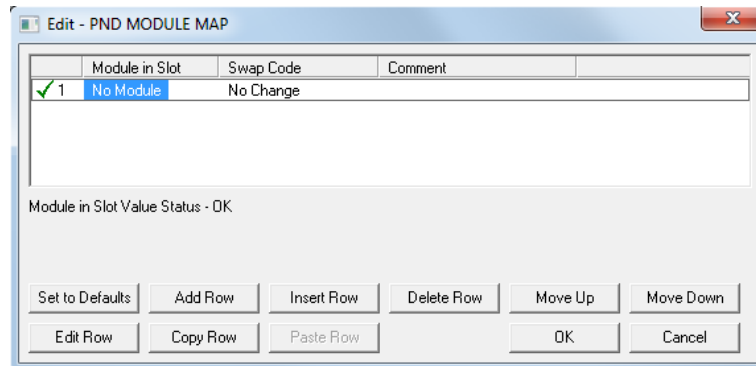 Edit - PND MODULE MAP
Module in Slot Swap Code Comment
1 No Module No Change
Module in Slot Value Status - OK
Set to Defaults Add Row Insert Row Delete Row Move Up Move Down
Edit Row Copy Row Paste Row OK Cancel